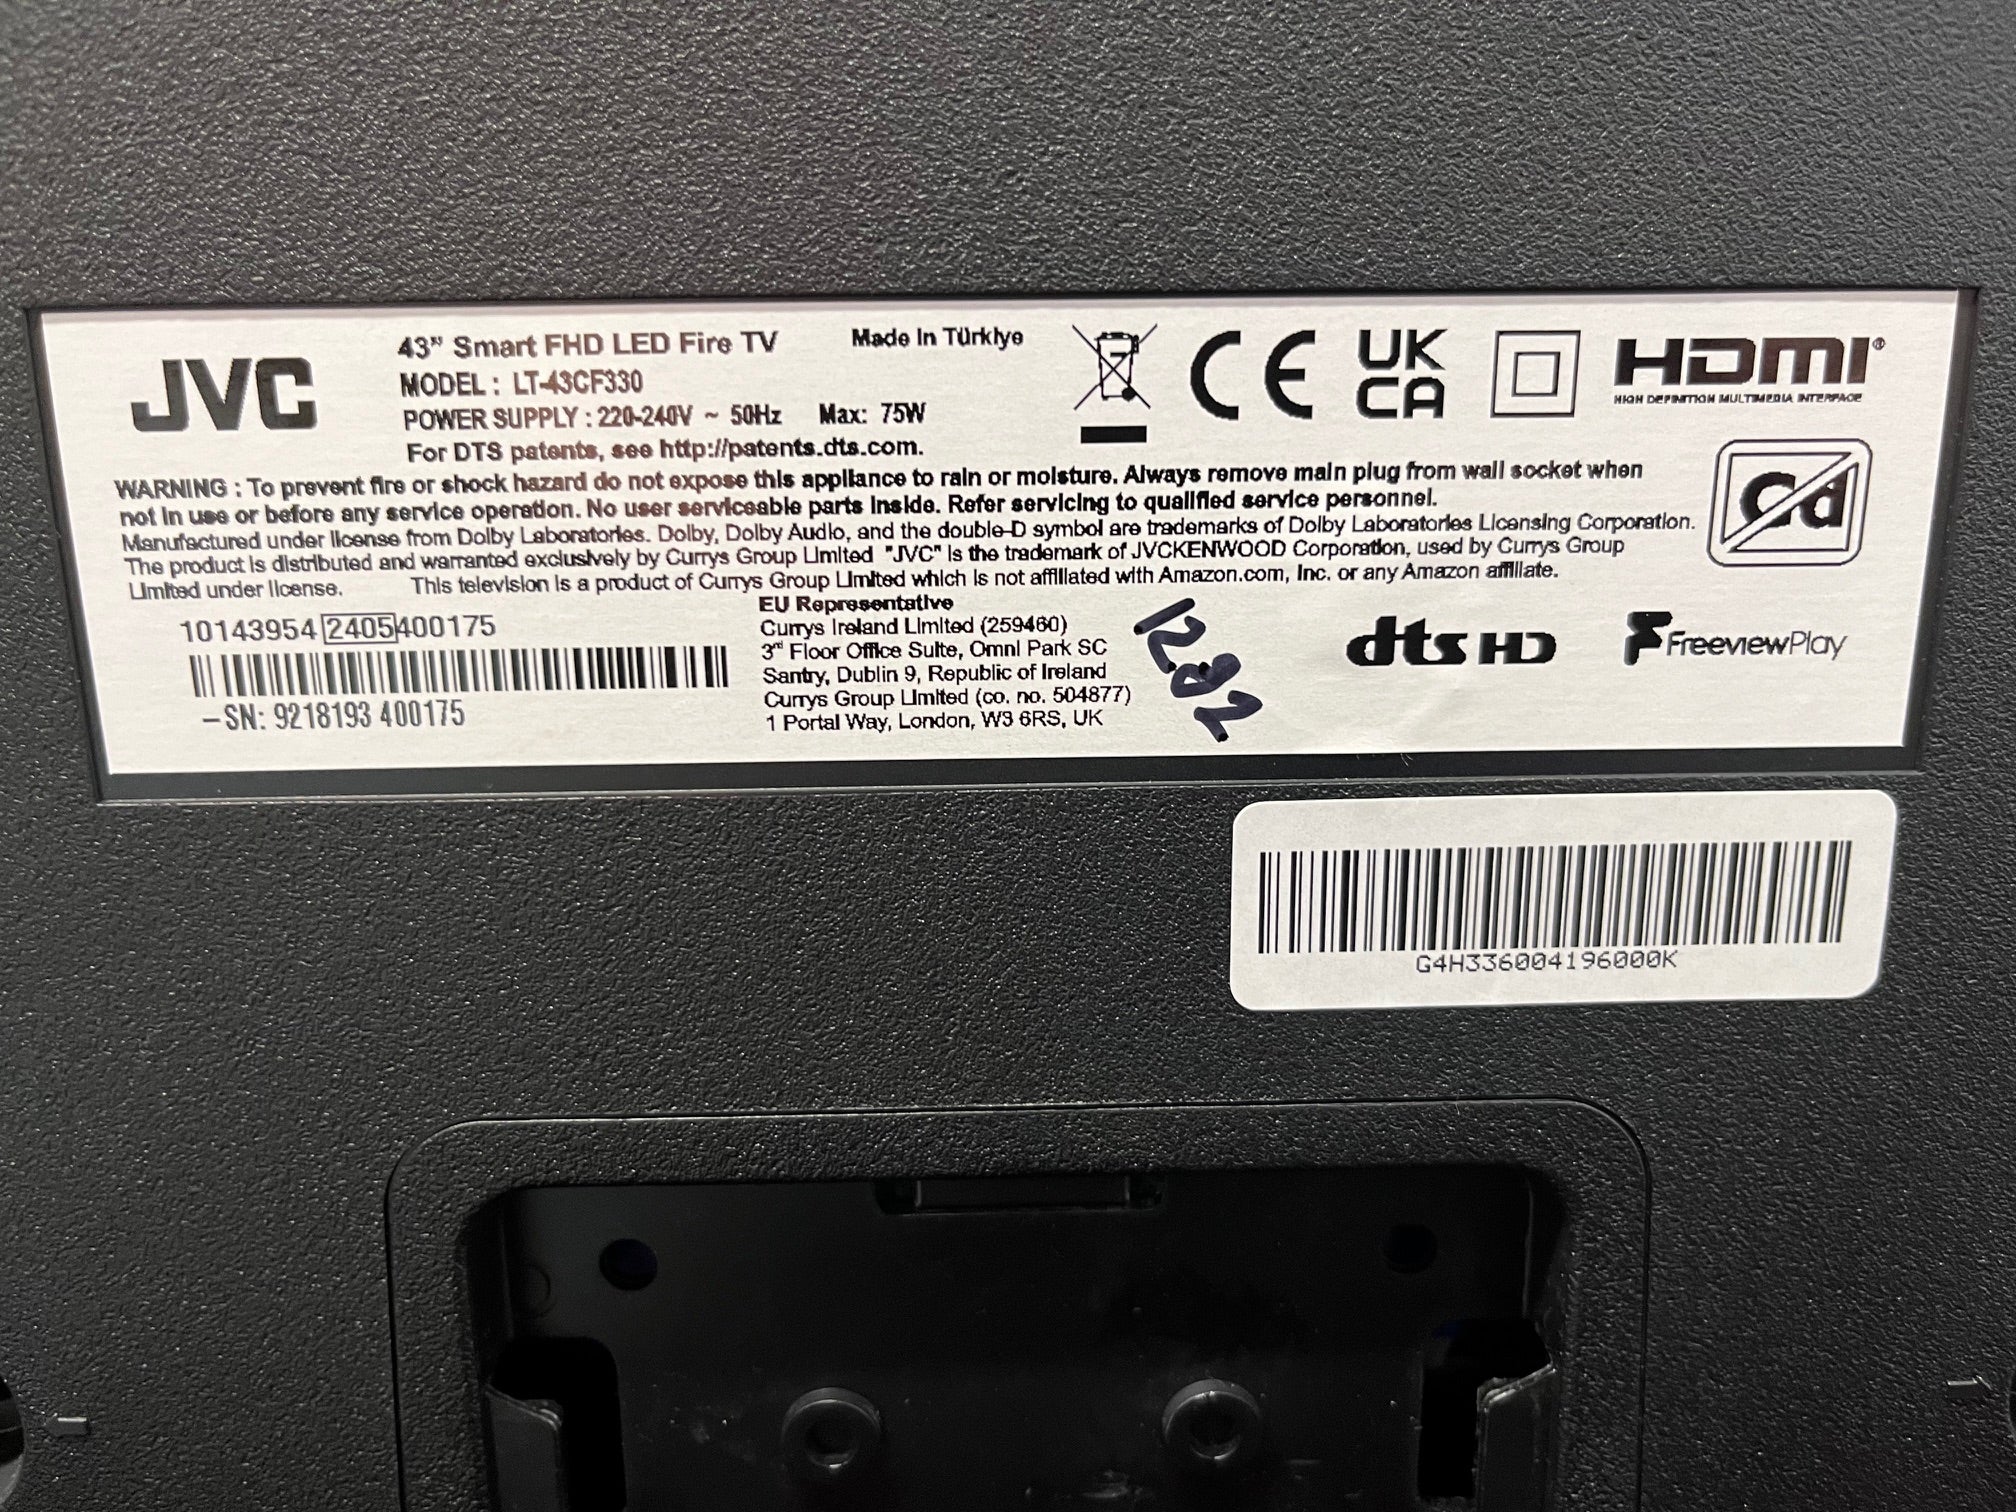 JVC
43" Smart FHD LED Fire TV
Made in Türkiye
MODEL : LT-43CF330
POWER SUPPLY : 220-240V ~ 50Hz Max: 75W
For DTS patents, see http://patents.dts.com.
CE
UK
CA
HDMI®
HIGH DEFINITION MULTIMEDIA INTERFACE
WARNING : To prevent fire or shock hazard do not expose this appliance to rain or moisture. Always remove main plug from wall socket when
not in use or before any service operation. No user serviceable parts inside. Refer servicing to qualified service personnel.
Manufactured under license from Dolby Laboratories. Dolby, Dolby Audio, and the double-D symbol are trademarks of Dolby Laboratories Licensing Corporation.
The product is distributed and warranted exclusively by Currys Group Limited "JVC" is the trademark of JVCKENWOOD Corporation, used by Currys Group
Limited under license. This television is a product of Currys Group Limited which is not affiliated with Amazon.com, Inc. or any Amazon affiliate.
Cd
10143954 2405 400175
-SN: 9218193 400175
EU Representative
Currys Ireland Limited (259460)
3rd Floor Office Suite, Omni Park SC
Santry, Dublin 9, Republic of Ireland
Currys Group Limited (co. no. 504877)
1 Portal Way, London, W3 6RS, UK
dts HD
FreeviewPlay
G4H336004196000K